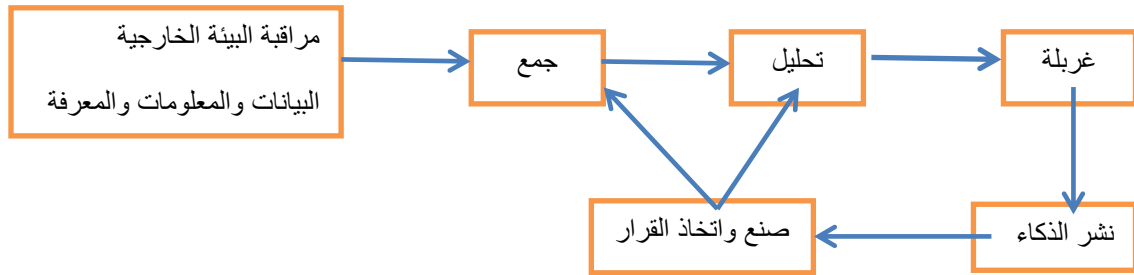 مراقبة البيئة الخارجية
البيانات والمعلومات والمعرفة
جمع
تحليل
غربلة
نشر الذكاء
صنع واتخاذ القرار